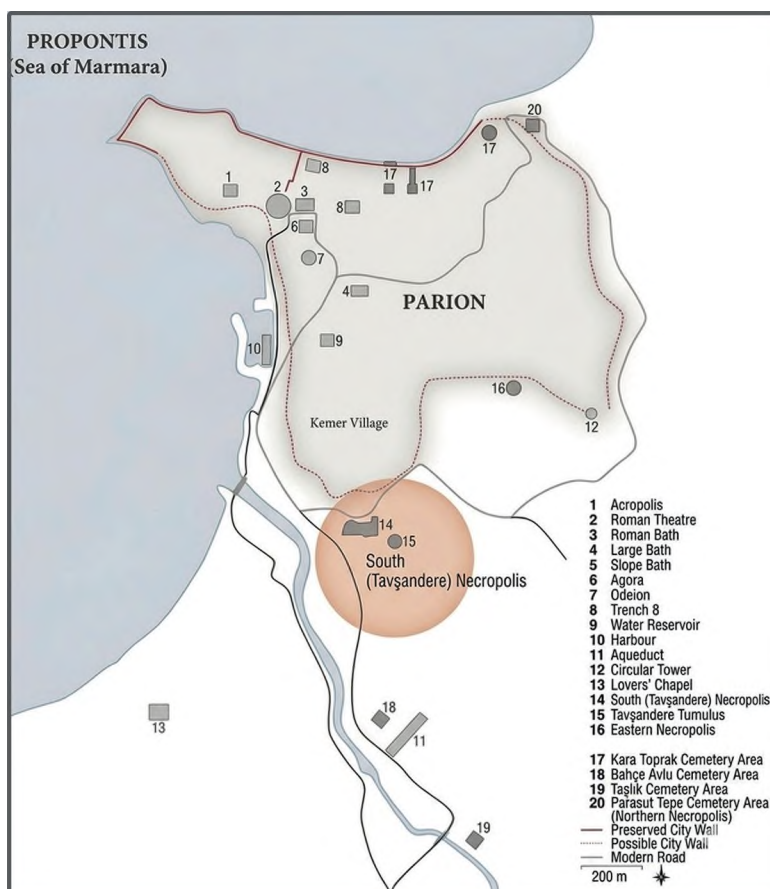 PROPONTIS
(Sea of Marmara)
20
17
8
17
17
1
2
3
8
6
7
4
PARION
10
9
16
12
Kemer Village
14
15
South
(Tavşandere) Necropolis
13
18
11
19
1 Acropolis
2 Roman Theatre
3 Roman Bath
4 Large Bath
5 Slope Bath
6 Agora
7 Odeion
8 Trench 8
9 Water Reservoir
10 Harbour
11 Aqueduct
12 Circular Tower
13 Lovers' Chapel
14 South (Tavşandere) Necropolis
15 Tavşandere Tumulus
16 Eastern Necropolis
17 Kara Toprak Cemetery Area
18 Bahçe Avlu Cemetery Area
19 Taşlık Cemetery Area
20 Parasut Tepe Cemetery Area
(Northern Necropolis)
Preserved City Wall
Possible City Wall
Modern Road
200 m